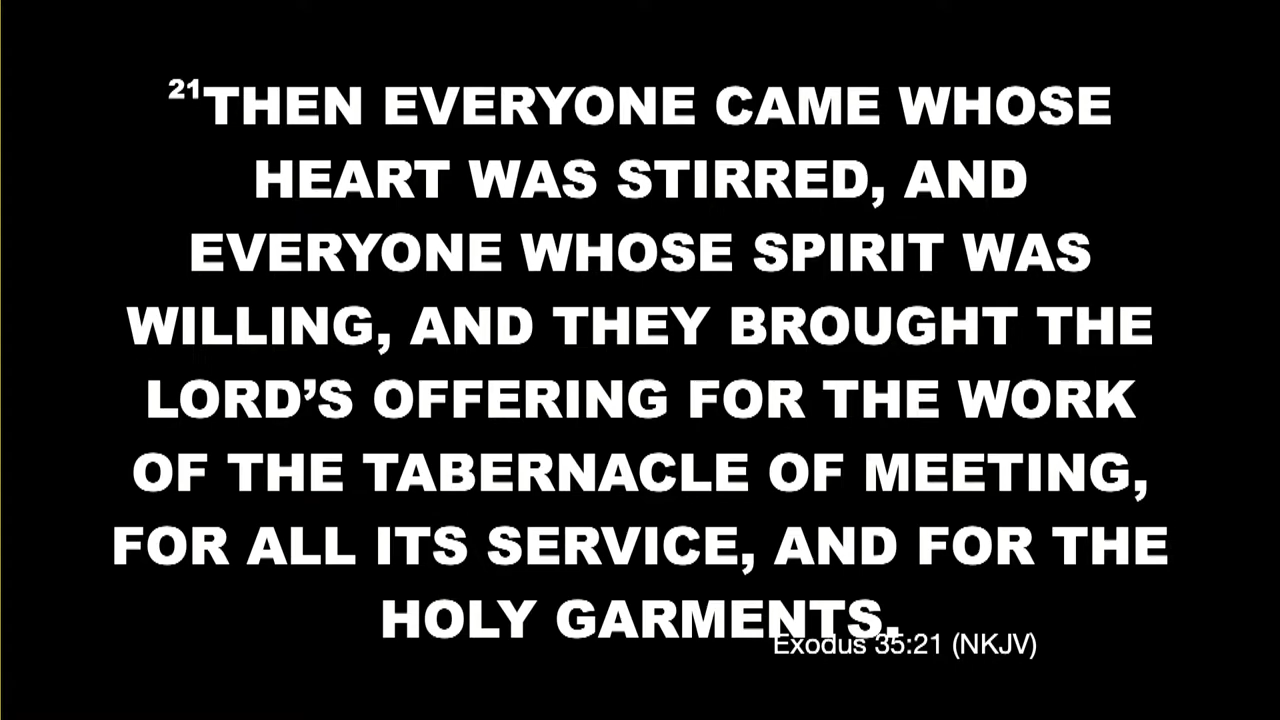 ²¹THEN EVERYONE CAME WHOSE
HEART WAS STIRRED, AND
EVERYONE WHOSE SPIRIT WAS
WILLING, AND THEY BROUGHT THE
LORD’S OFFERING FOR THE WORK
OF THE TABERNACLE OF MEETING,
FOR ALL ITS SERVICE, AND FOR THE
HOLY GARMENTS.
Exodus 35:21 (NKJV)